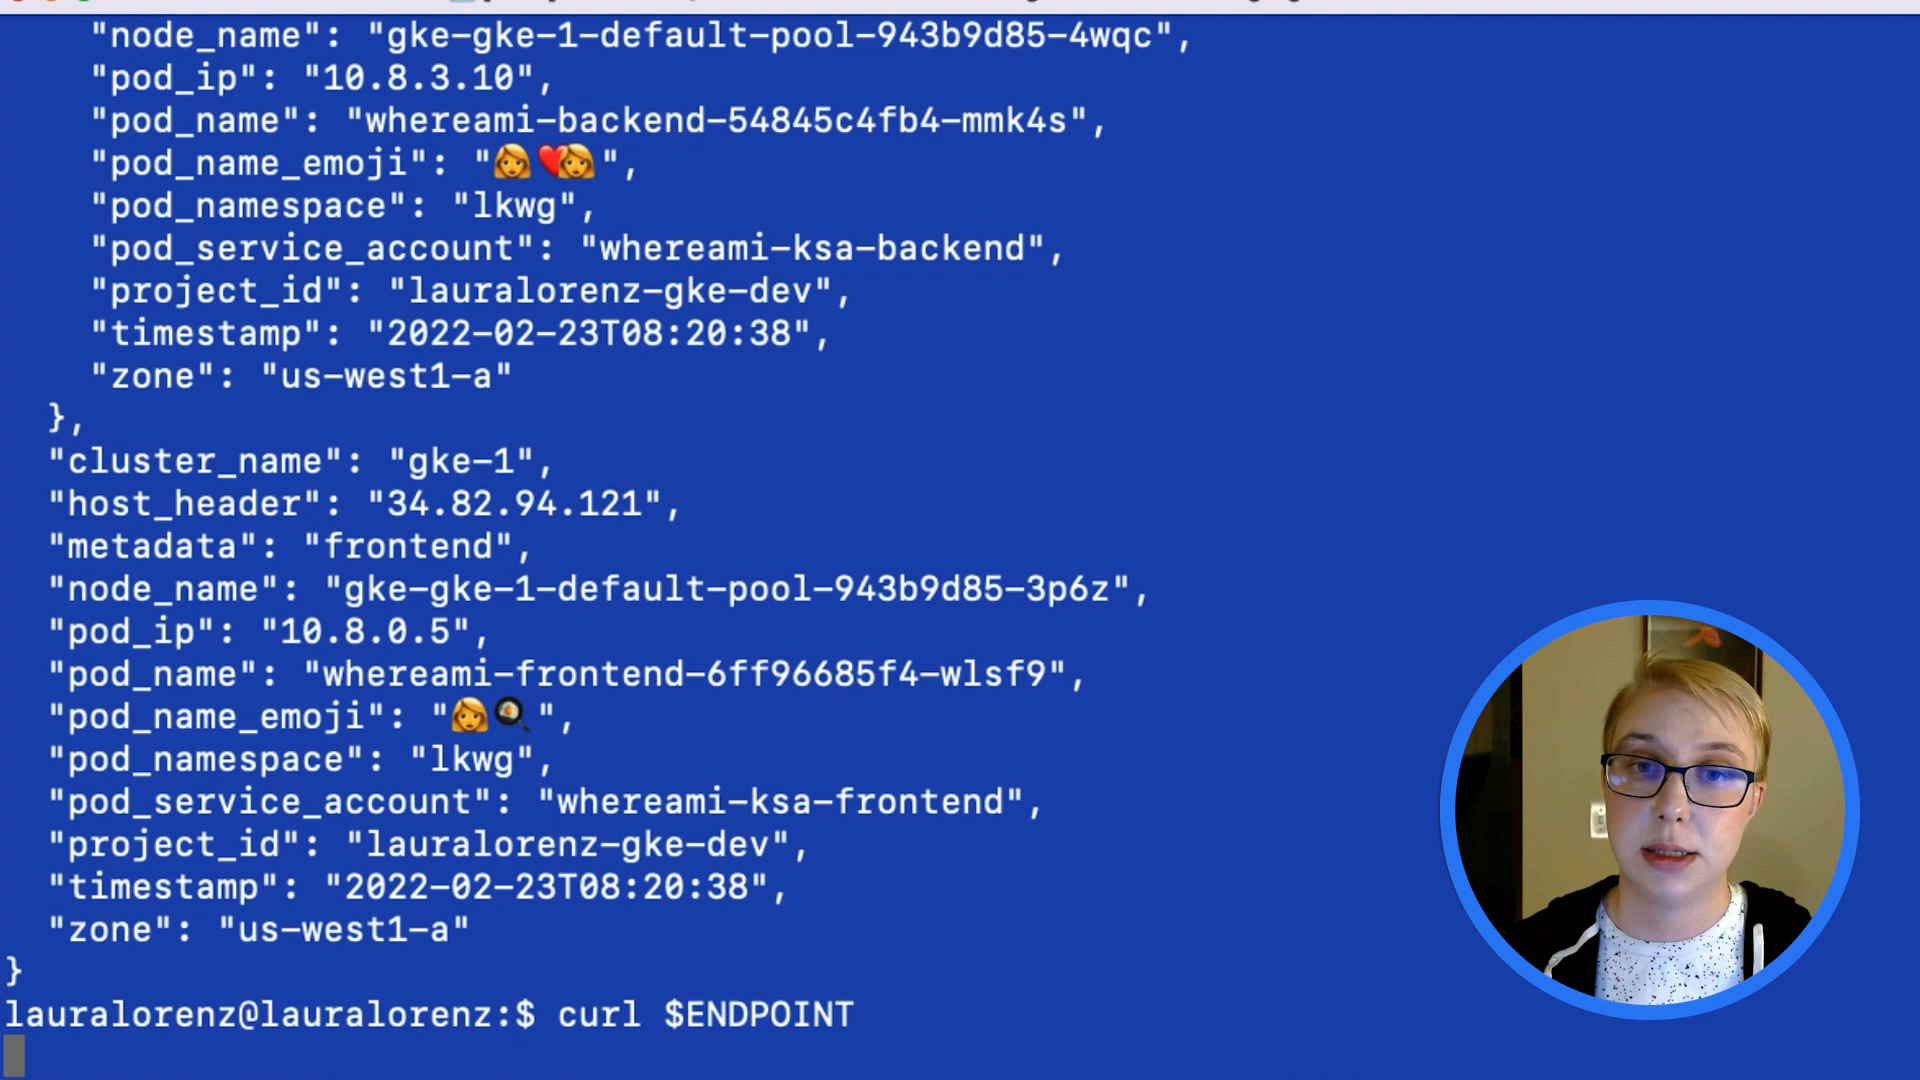 "node_name": "gke-gke-1-default-pool-943b9d85-4wqc",
"pod_ip": "10.8.3.10",
"pod_name": "whereami-backend-54845c4fb4-mmk4s",
"pod_name_emoji": "👩‍❤️‍👩",
"pod_namespace": "lkwg",
"pod_service_account": "whereami-ksa-backend",
"project_id": "lauralorenz-gke-dev",
"timestamp": "2022-02-23T08:20:38",
"zone": "us-west1-a"
},
"cluster_name": "gke-1",
"host_header": "34.82.94.121",
"metadata": "frontend",
"node_name": "gke-gke-1-default-pool-943b9d85-3p6z",
"pod_ip": "10.8.0.5",
"pod_name": "whereami-frontend-6ff96685f4-wlsf9",
"pod_name_emoji": "👩‍🍳",
"pod_namespace": "lkwg",
"pod_service_account": "whereami-ksa-frontend",
"project_id": "lauralorenz-gke-dev",
"timestamp": "2022-02-23T08:20:38",
"zone": "us-west1-a"
}
lauralorenz@lauralorenz:$ curl $ENDPOINT